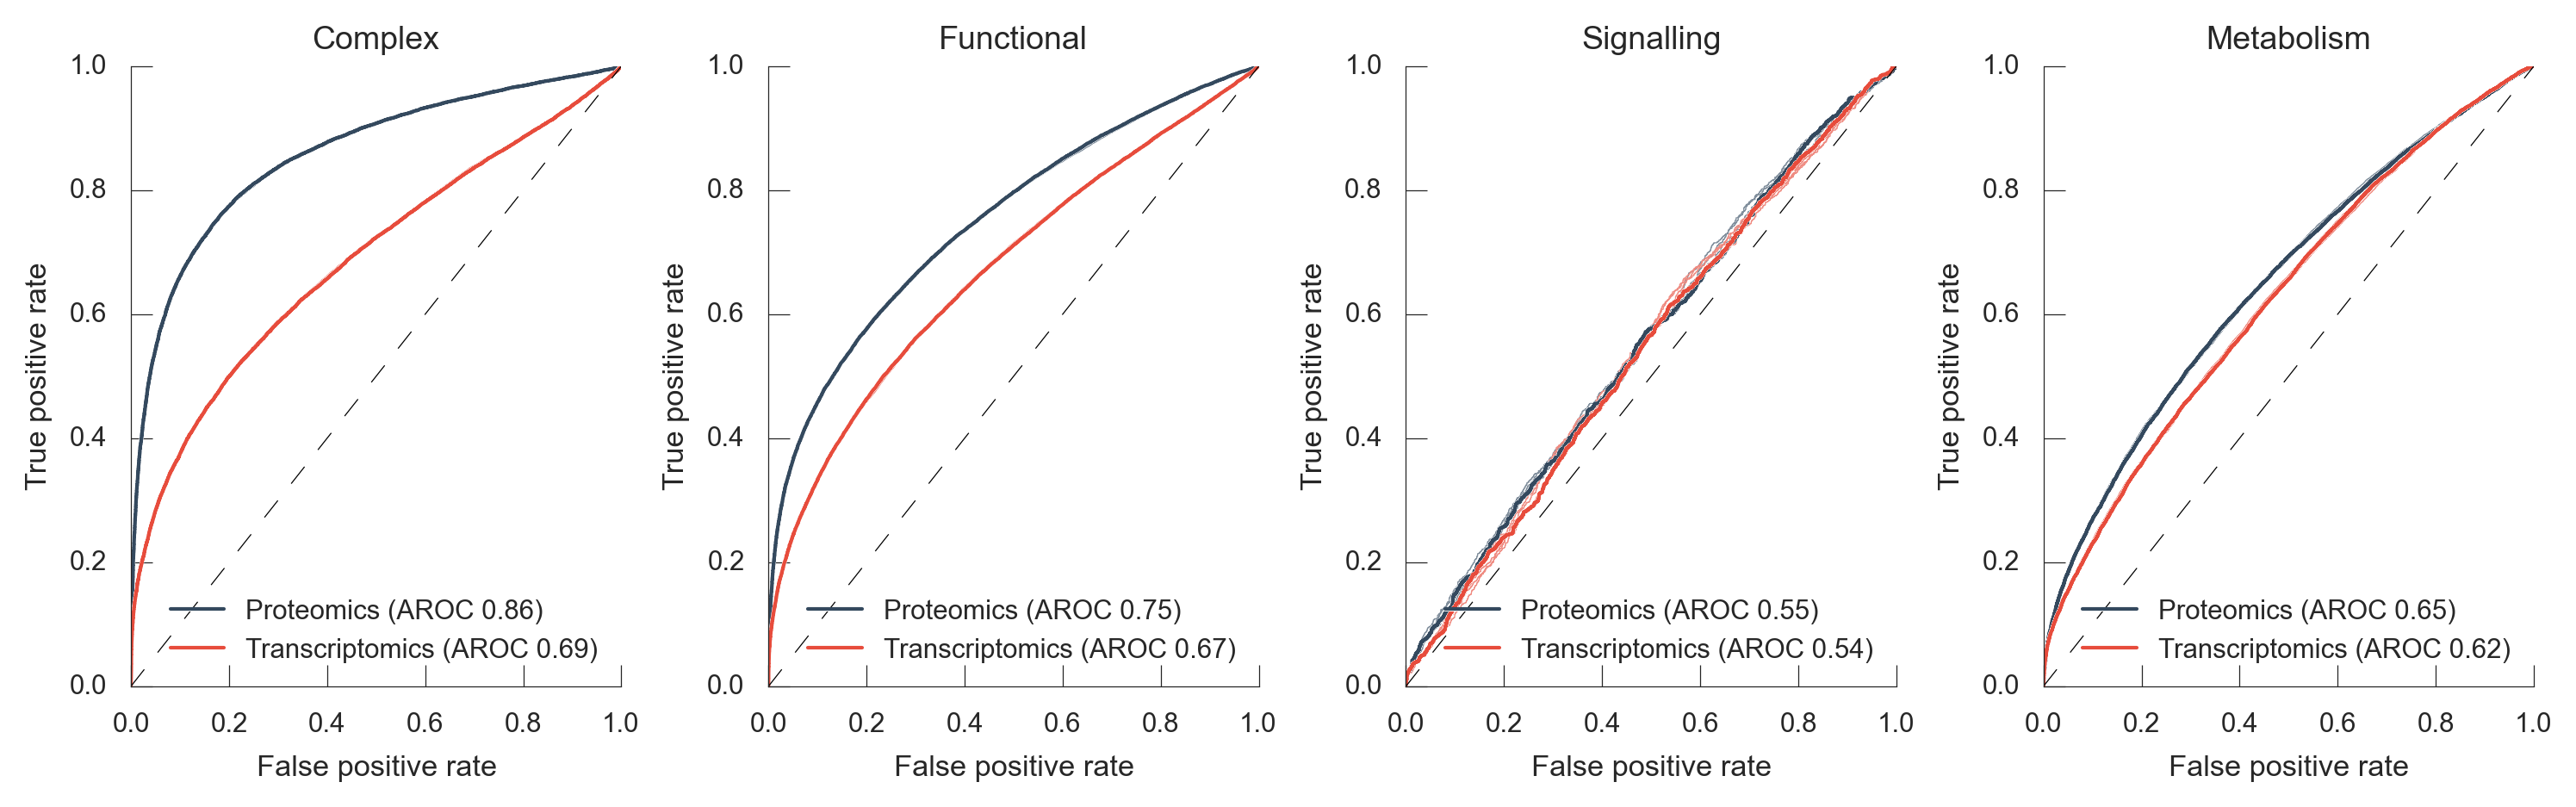 Complex
1.0
0.8
0.6
0.4
0.2
0.0
True positive rate
Proteomics (AROC 0.86)
Transcriptomics (AROC 0.69)
0.0 0.2 0.4 0.6 0.8 1.0
False positive rate
Functional
1.0
0.8
0.6
0.4
0.2
0.0
True positive rate
Proteomics (AROC 0.75)
Transcriptomics (AROC 0.67)
0.0 0.2 0.4 0.6 0.8 1.0
False positive rate
Signalling
1.0
0.8
0.6
0.4
0.2
0.0
True positive rate
Proteomics (AROC 0.55)
Transcriptomics (AROC 0.54)
0.0 0.2 0.4 0.6 0.8 1.0
False positive rate
Metabolism
1.0
0.8
0.6
0.4
0.2
0.0
True positive rate
Proteomics (AROC 0.65)
Transcriptomics (AROC 0.62)
0.0 0.2 0.4 0.6 0.8 1.0
False positive rate